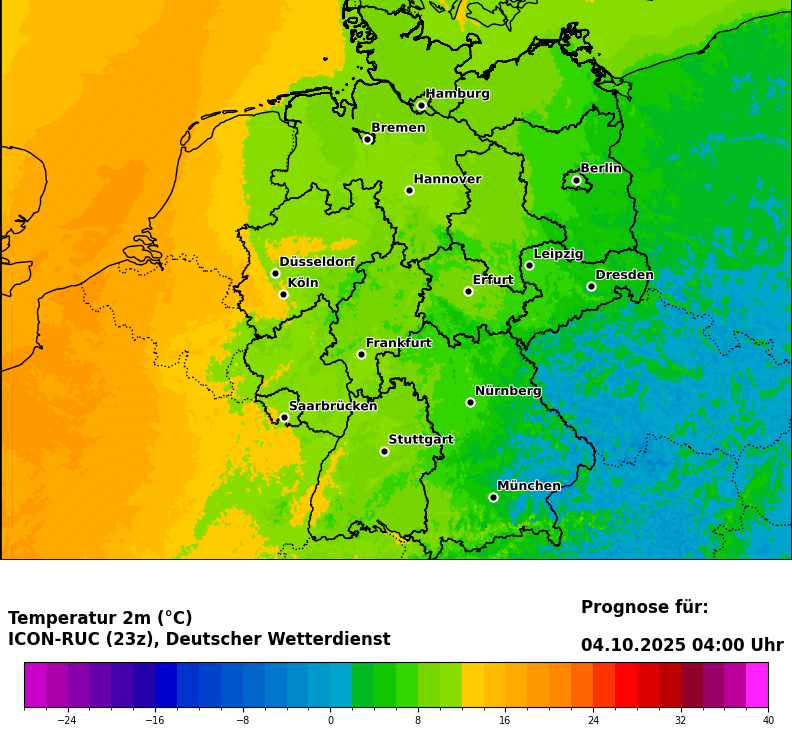 Hamburg
Bremen
Berlin
Hannover
Leipzig
Düsseldorf
Dresden
Köln
Erfurt
Frankfurt
Nürnberg
Saarbrücken
Stuttgart
München
Temperatur 2m (°C)
ICON-RUC (23z), Deutscher Wetterdienst
Prognose für:
04.10.2025 04:00 Uhr
−24 −16 −8 0 8 16 24 32 40